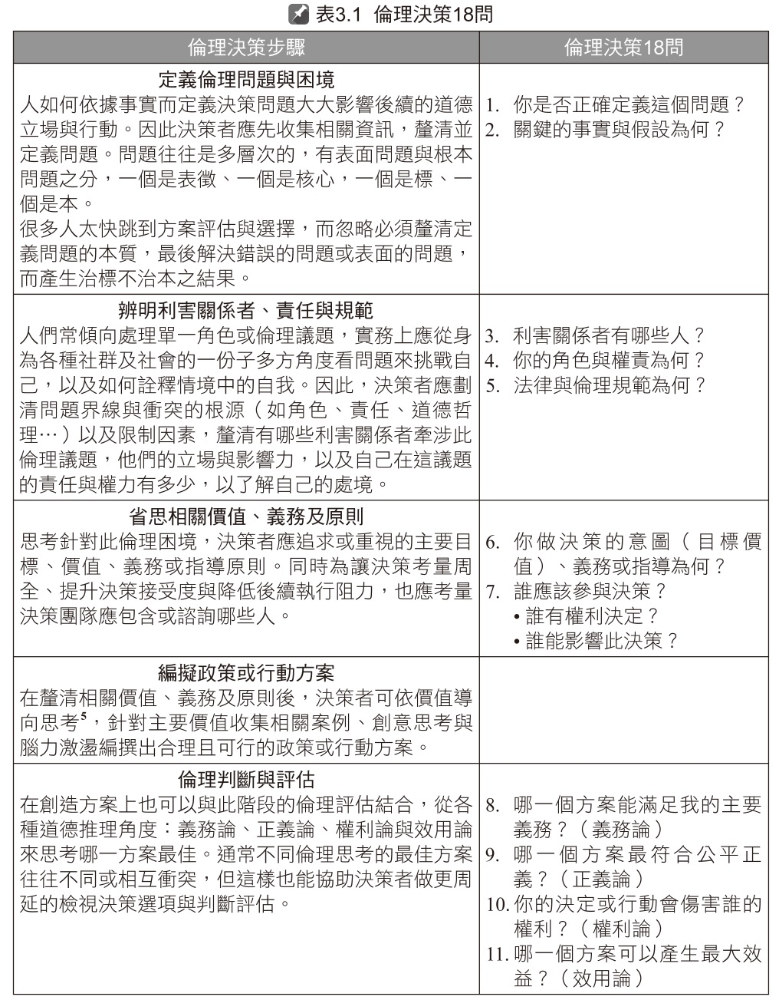 表3.1 倫理決策18問
倫理決策步驟
倫理決策18問
定義倫理問題與困境
人如何依據事實而定義決策問題大大影響後續的道德
立場與行動。因此決策者應先收集相關資訊，釐清並
定義問題。問題往往是多層次的，有表面問題與根本
問題之分，一個是表徵、一個是核心，一個是標、一
個是本。
很多人太快跳到方案評估與選擇，而忽略必須釐清定
義問題的本質，最後解決錯誤的問題或表面的問題，
而產生治標不治本之結果。
1. 你是否正確定義這個問題？
2. 關鍵的事實與假設為何？
辨明利害關係者、責任與規範
人們常傾向處理單一角色或倫理議題，實務上應從身
為各種社群及社會的一份子多方角度看問題來挑戰自
己，以及如何詮釋情境中的自我。因此，決策者應劃
清問題界線與衝突的根源（如角色、責任、道德哲
理…）以及限制因素，釐清有哪些利害關係者牽涉此
倫理議題，他們的立場與影響力，以及自己在這議題
的責任與權力有多少，以了解自己的處境。
3. 利害關係者有哪些人？
4. 你的角色與權責為何？
5. 法律與倫理規範為何？
省思相關價值、義務及原則
思考針對此倫理困境，決策者應追求或重視的主要目
標、價值、義務或指導原則。同時為讓決策考量周
全、提升決策接受度與降低後續執行阻力，也應考量
決策團隊應包含或諮詢哪些人。
6. 你做決策的意圖（目標價
值）、義務或指導為何？
7. 誰應該參與決策？
•誰有權利決定？
•誰能影響此決策？
編擬政策或行動方案
在釐清相關價值、義務及原則後，決策者可依價值導
向思考5，針對主要價值收集相關案例、創意思考與
腦力激盪編撰出合理且可行的政策或行動方案。
倫理判斷與評估
在創造方案上也可以與此階段的倫理評估結合，從各
種道德推理角度：義務論、正義論、權利論與效用論
來思考哪一方案最佳。通常不同倫理思考的最佳方案
往往不同或相互衝突，但這樣也能協助決策者做更周
延的檢視決策選項與判斷評估。
8. 哪一個方案能滿足我的主要
義務？（義務論）
9. 哪一個方案最符合公平正
義？（正義論）
10. 你的決定或行動會傷害誰的
權利？（權利論）
11. 哪一個方案可以產生最大效
益？（效用論）